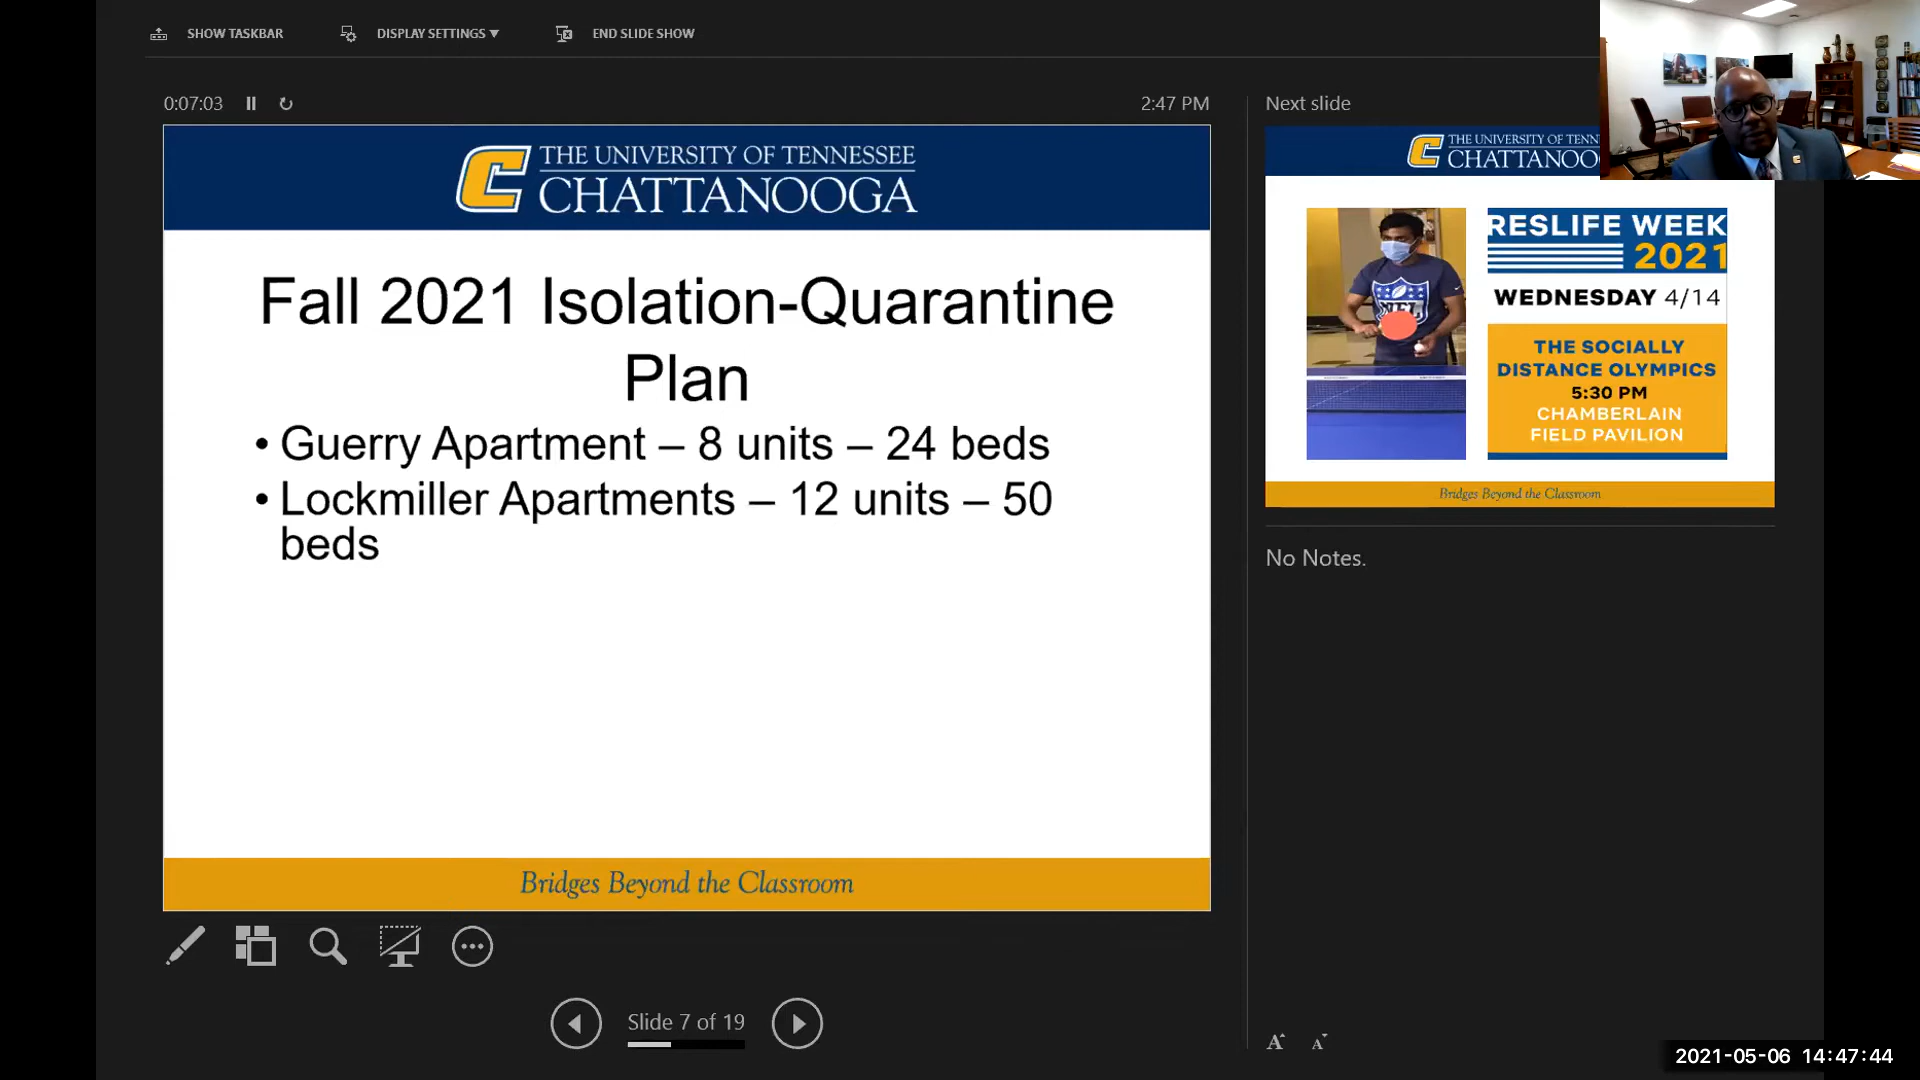 SHOW TASKBAR
DISPLAY SETTINGS ▼
END SLIDE SHOW
0:07:03
2:47 PM
THE UNIVERSITY OF TENNESSEE
CHATTANOOGA
Fall 2021 Isolation-Quarantine
Plan
• Guerry Apartment – 8 units – 24 beds
• Lockmiller Apartments – 12 units – 50
beds
Bridges Beyond the Classroom
Slide 7 of 19
Next slide
THE UNIVERSITY OF TENNE
CHATTANOO
NFL
RESLIFE WEEK
2021
WEDNESDAY 4/14
THE SOCIALLY
DISTANCE OLYMPICS
5:30 PM
CHAMBERLAIN
FIELD PAVILION
Bridges Beyond the Classroom
No Notes.
A A
2021-05-06 14:47:44